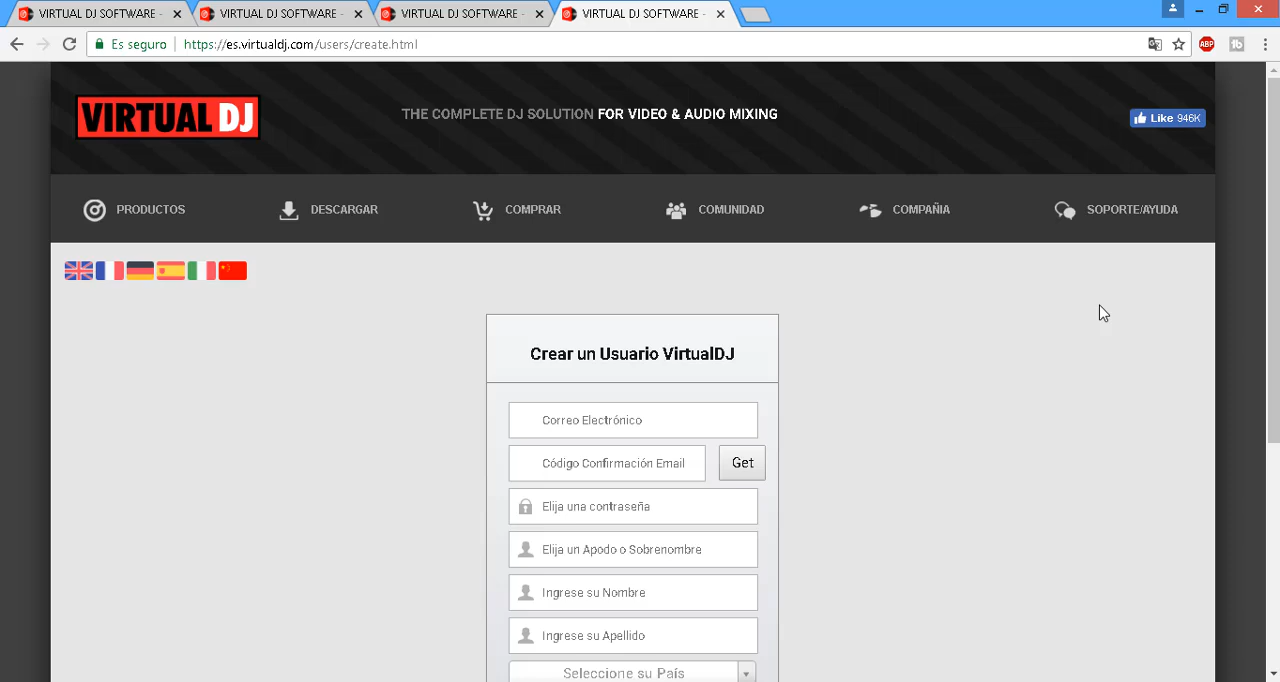 VIRTUAL DJ SOFTWARE - VIRTUAL DJ SOFTWARE - VIRTUAL DJ SOFTWARE - VIRTUAL DJ SOFTWARE -
Es seguro https://es.virtualdj.com/users/create.html ABP
VIRTUAL DJ THE COMPLETE DJ SOLUTION FOR VIDEO & AUDIO MIXING Like 946K
PRODUCTOS DESCARGAR COMPRAR COMUNIDAD COMPAÑIA SOPORTE/AYUDA
Crear un Usuario VirtualDJ
Correo Electrónico
Código Confirmación Email Get
Elija una contraseña
Elija un Apodo o Sobrenombre
Ingrese su Nombre
Ingrese su Apellido
Seleccione su País